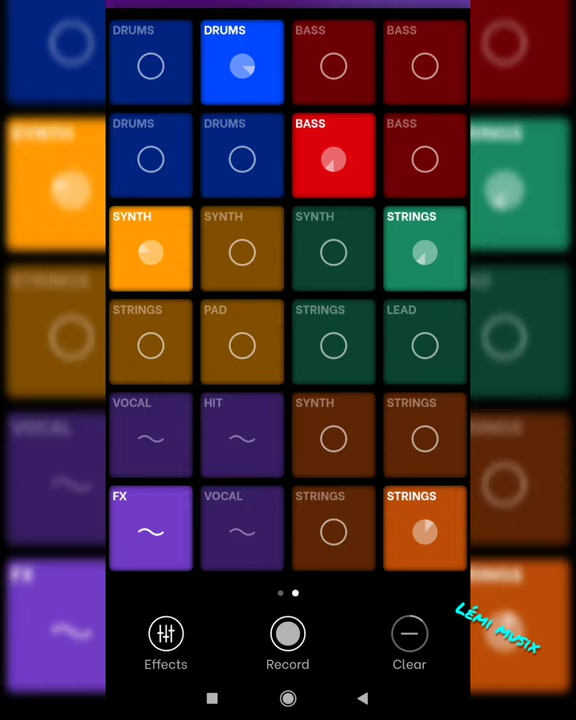 DRUMS DRUMS BASS BASS
DRUMS DRUMS BASS BASS
SYNTH SYNTH SYNTH STRINGS
STRINGS PAD STRINGS LEAD
VOCAL HIT SYNTH STRINGS
FX VOCAL STRINGS STRINGS
LÉMI MUSIX
Effects Record Clear